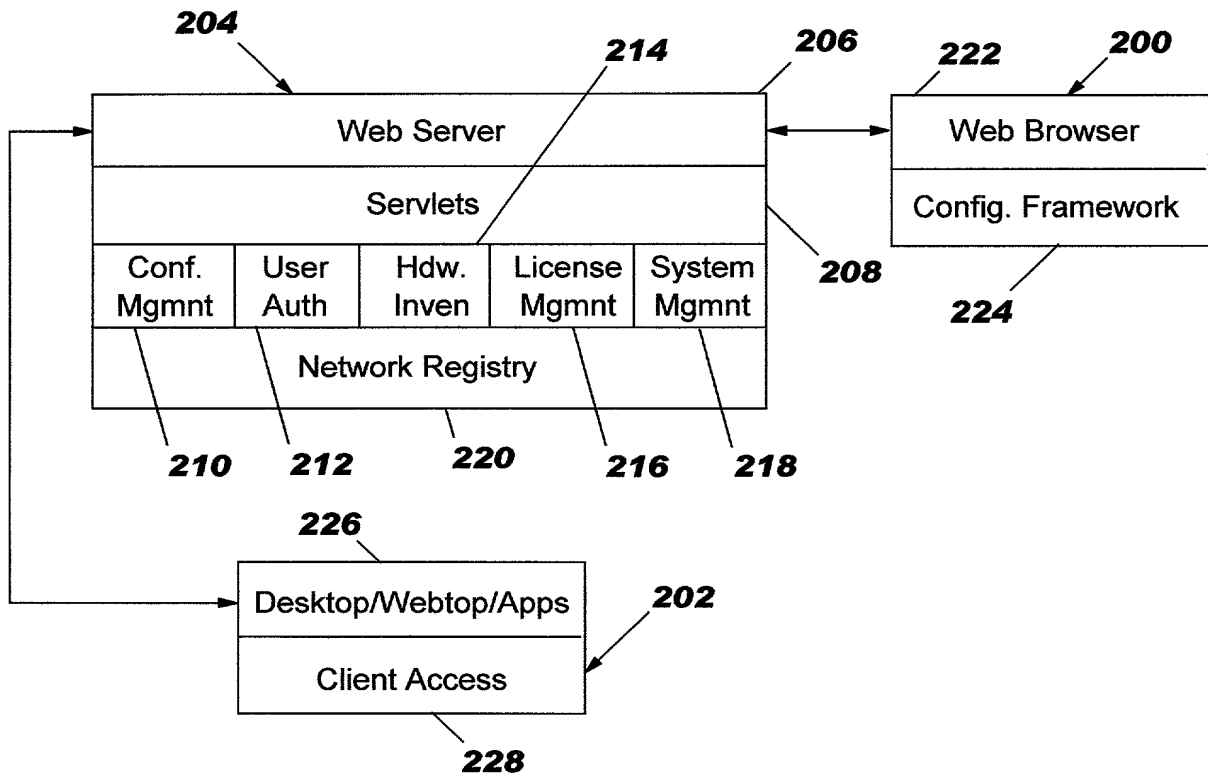 204
206
214
222
200
Web Server
Web Browser
Servlets
Config. Framework
208
224
Conf.
Mgmnt
User
Auth
Hdw.
Inven
License
Mgmnt
System
Mgmnt
Network Registry
210
212
220
216
218
226
Desktop/Webtop/Apps
202
Client Access
228